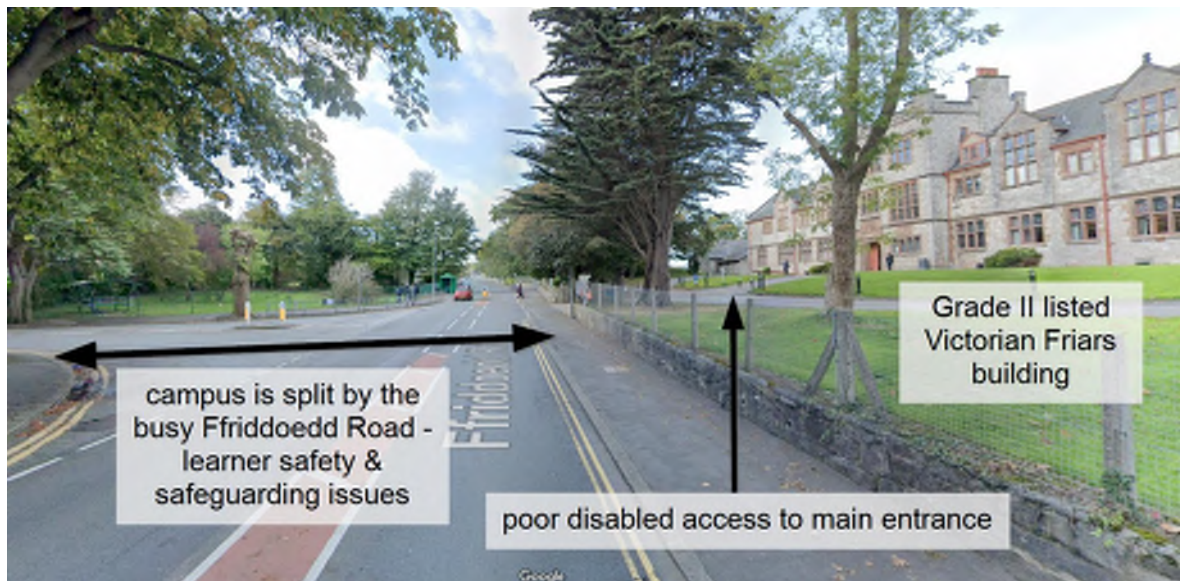 Grade II listed
Victorian Friars
building
campus is split by the
busy Ffriddoedd Road -
learner safety &
safeguarding issues
poor disabled access to main entrance
Google